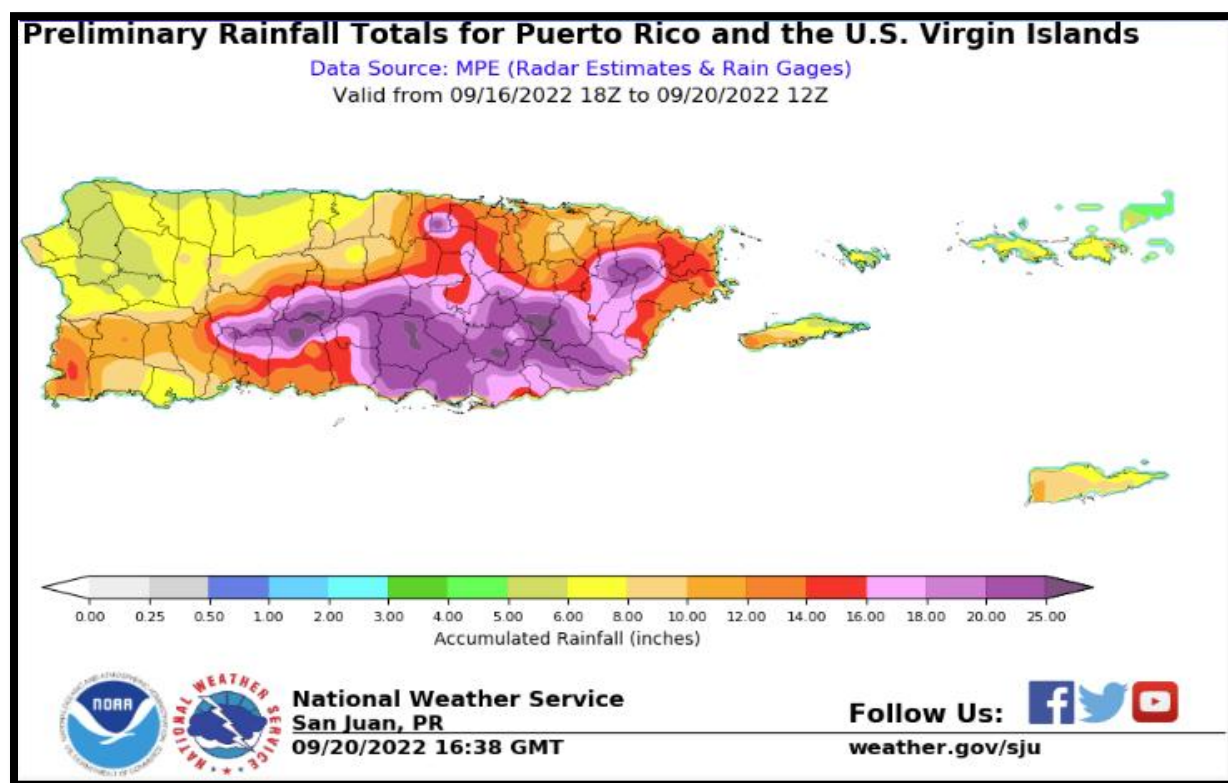 Preliminary Rainfall Totals for Puerto Rico and the U.S. Virgin Islands
Data Source: MPE (Radar Estimates & Rain Gages)
Valid from 09/16/2022 18Z to 09/20/2022 12Z
0.00 0.25 0.50 1.00 2.00 3.00 4.00 5.00 6.00 8.00 10.00 12.00 14.00 16.00 18.00 20.00 25.00
Accumulated Rainfall (inches)
NOAA
NATIONAL WEATHER SERVICE
National Weather Service
San Juan, PR
09/20/2022 16:38 GMT
Follow Us:
weather.gov/sju